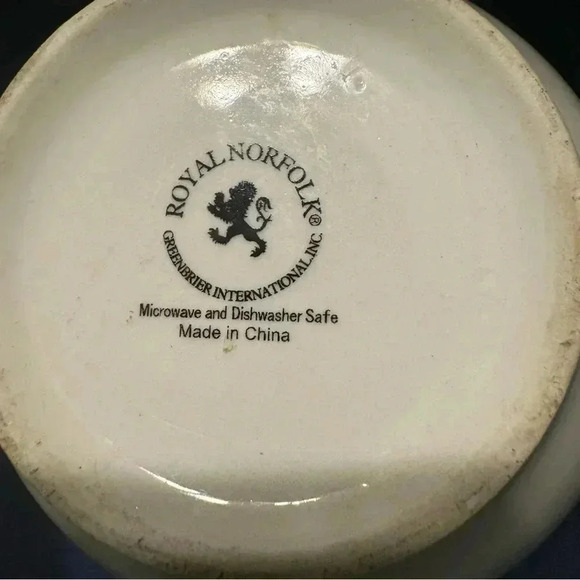 ROYAL NORFOLK®
GREENBRIER INTERNATIONAL, INC.
Microwave and Dishwasher Safe
Made in China